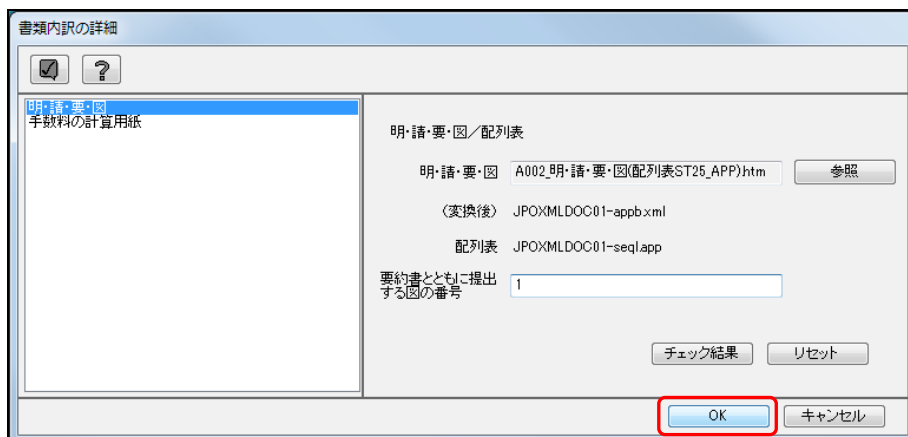 書類内訳の詳細
?
明・請・要・図
手数料の計算用紙
明・請・要・図／配列表
明・請・要・図 A002_明・請・要・図(配列表ST25_APP).htm 参照
（変換後） JPOXMLDOC01-appb.xml
配列表 JPOXMLDOC01-seql.app
要約書とともに提出
する図の番号 1
チェック結果 リセット
OK キャンセル